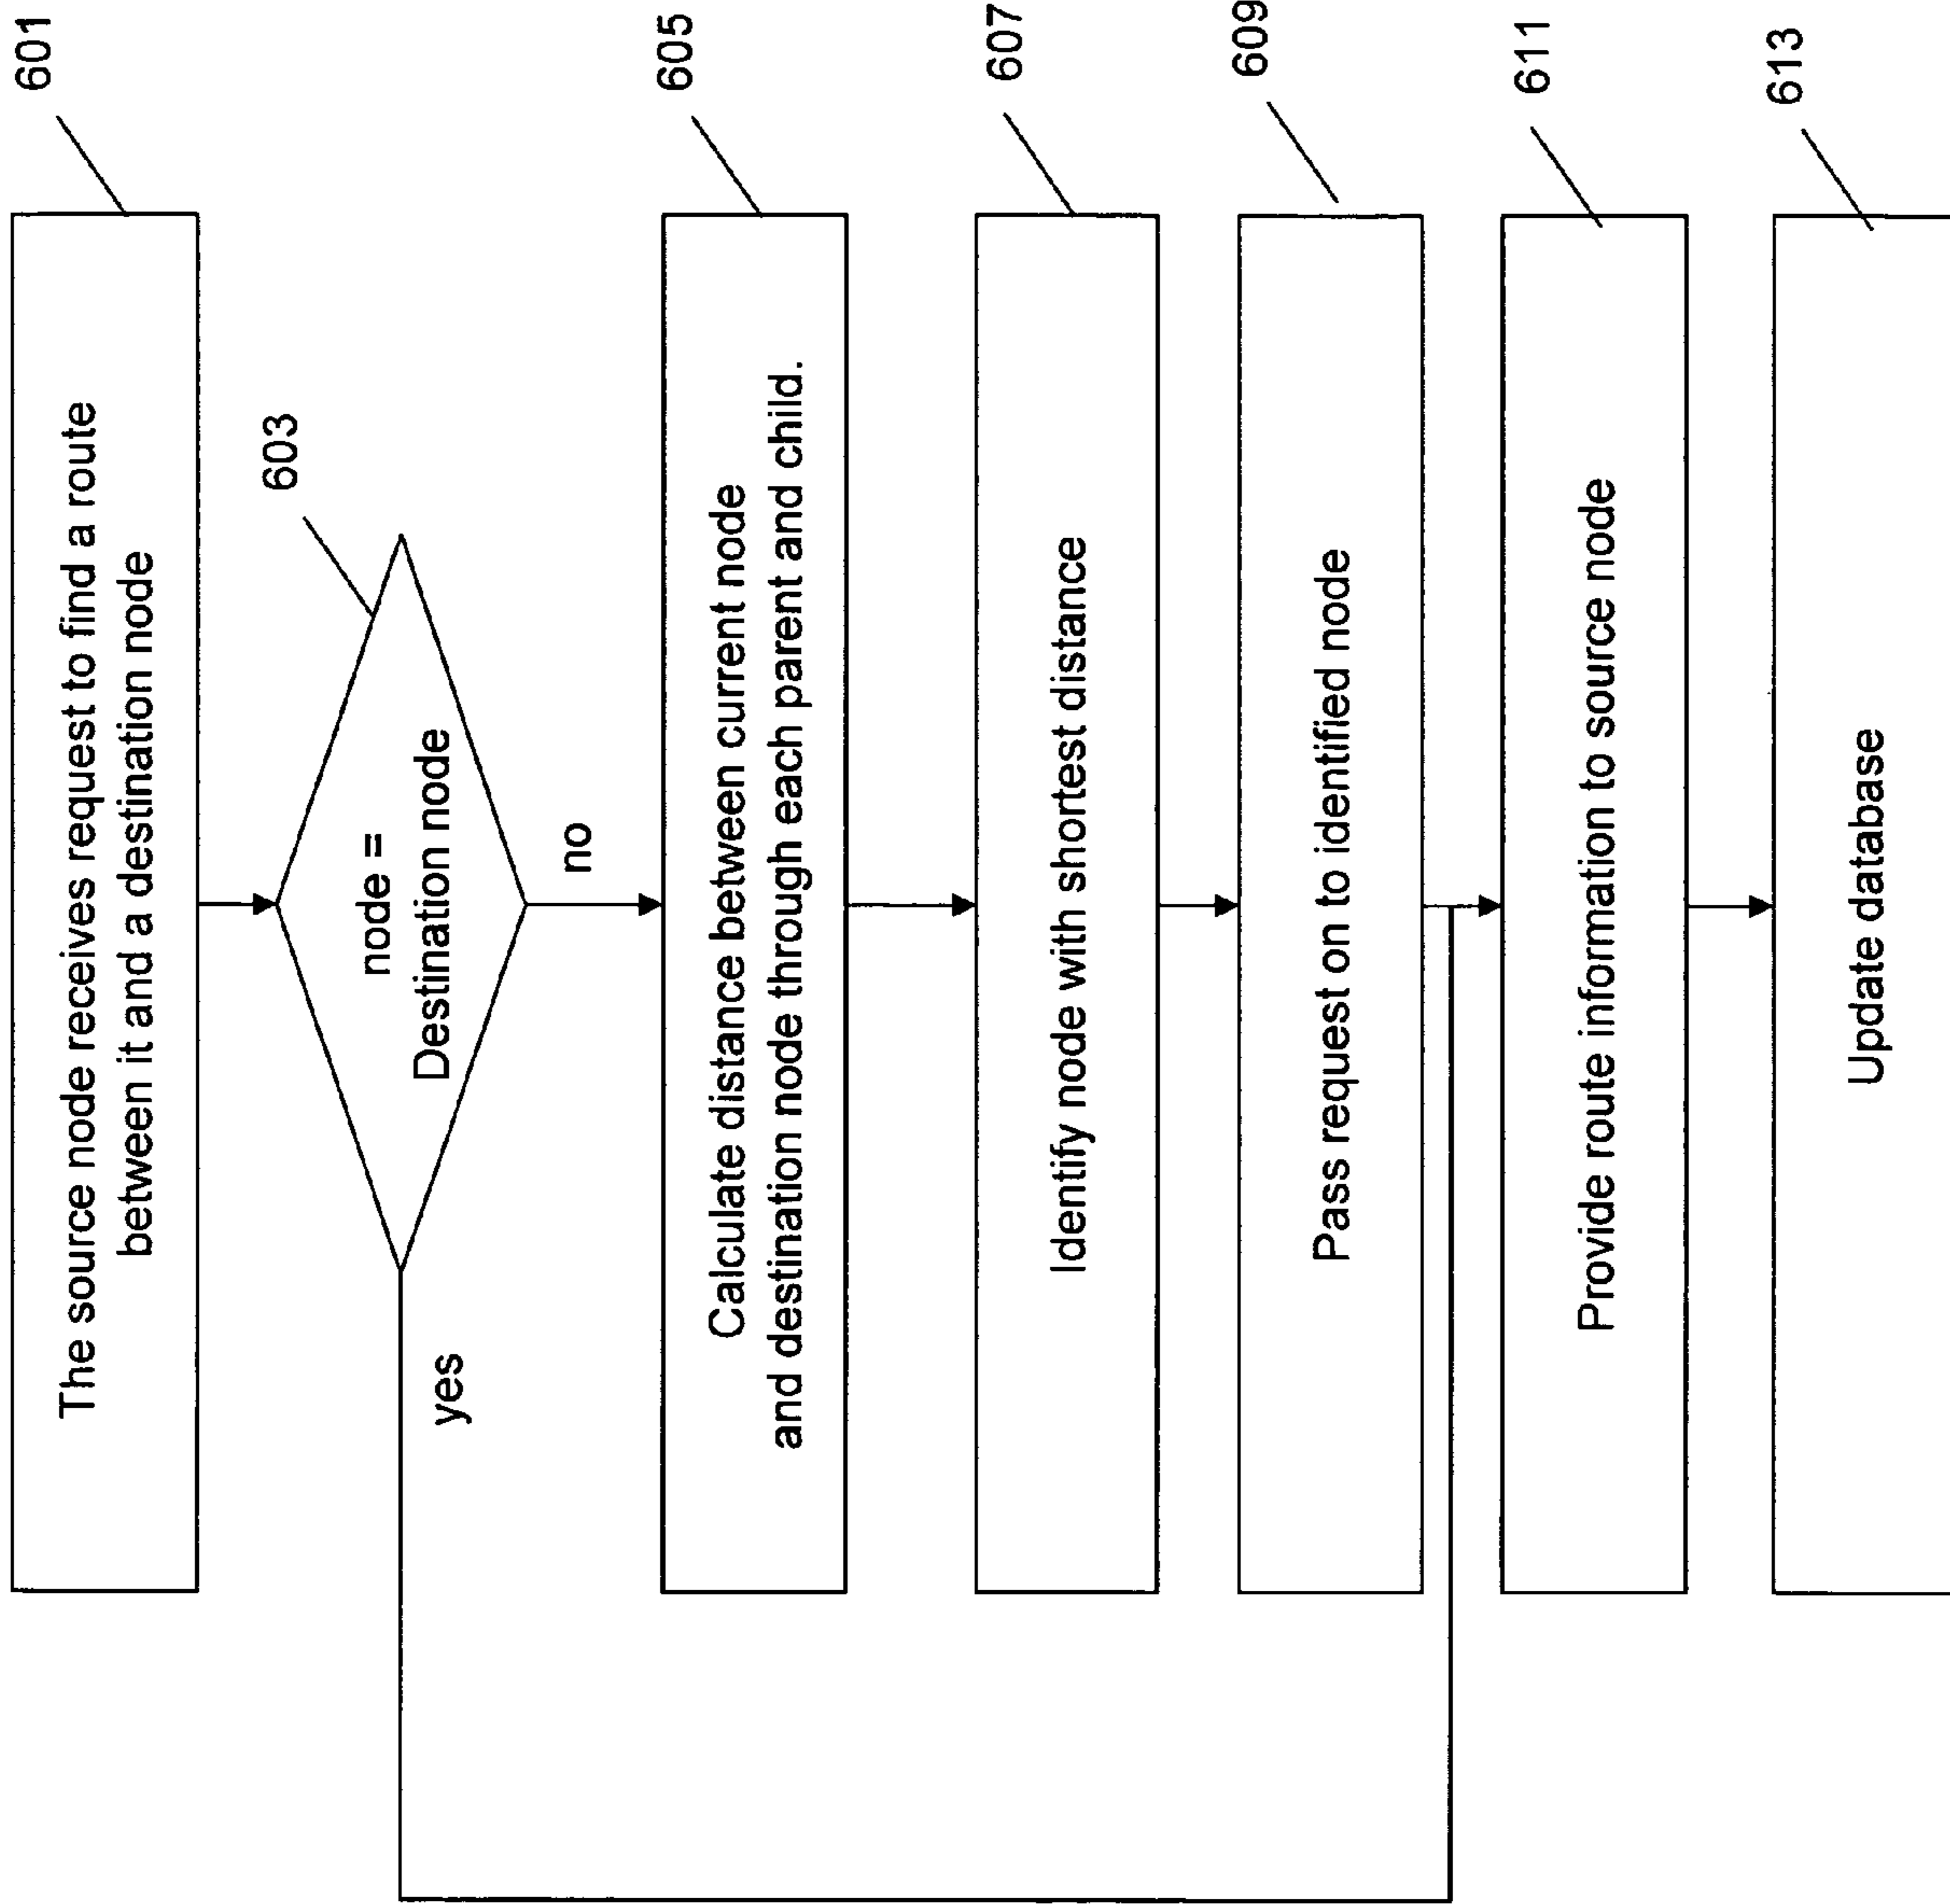 601
The source node receives request to find a route
between it and a destination node
603
node =
Destination node
yes
no
605
Calculate distance between current node
and destination node through each parent and child.
607
Identify node with shortest distance
609
Pass request on to identified node
611
Provide route information to source node
613
Update database